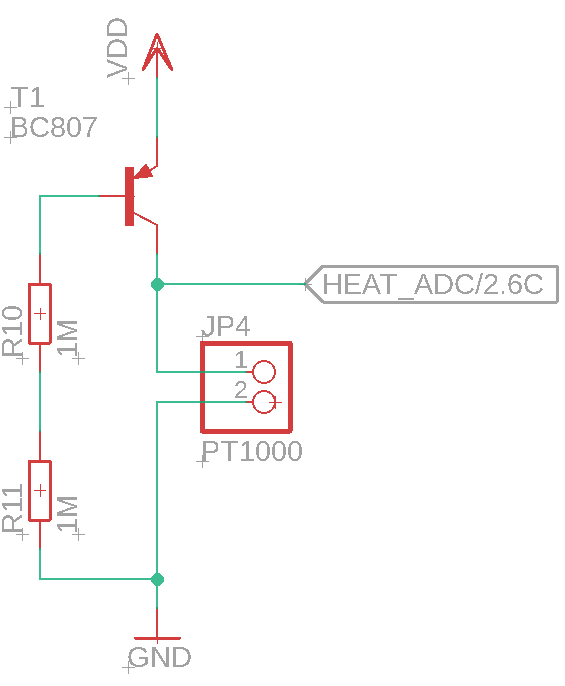 VDD
T1
BC807
HEAT_ADC/2.6C
R10
1M
JP4
1
2
PT1000
R11
1M
GND